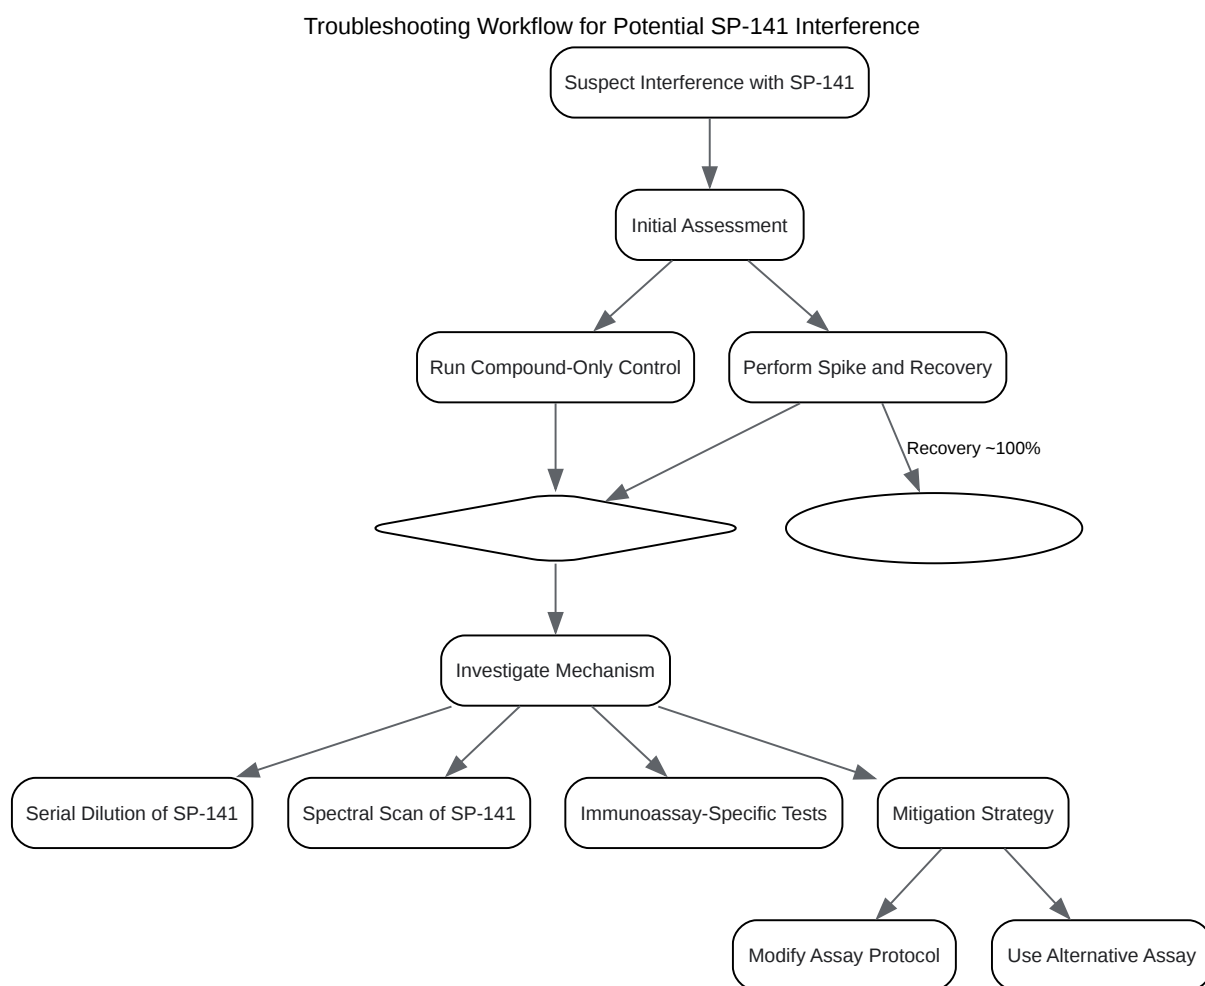 Troubleshooting Workflow for Potential SP-141 Interference
Suspect Interference with SP-141
Initial Assessment
Run Compound-Only Control
Perform Spike and Recovery
Recovery ~100%
Investigate Mechanism
Serial Dilution of SP-141
Spectral Scan of SP-141
Immunoassay-Specific Tests
Mitigation Strategy
Modify Assay Protocol
Use Alternative Assay